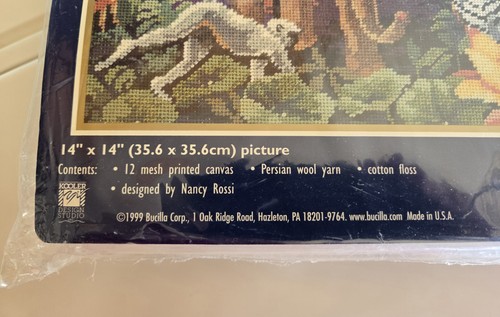 14" x 14" (35.6 x 35.6cm) picture
Contents: • 12 mesh printed canvas • Persian wool yarn • cotton floss
• designed by Nancy Rossi
KOOLER
DESIGN
STUDIO
©1999 Bucilla Corp., 1 Oak Ridge Road, Hazleton, PA 18201-9764. www.bucilla.com Made in U.S.A.